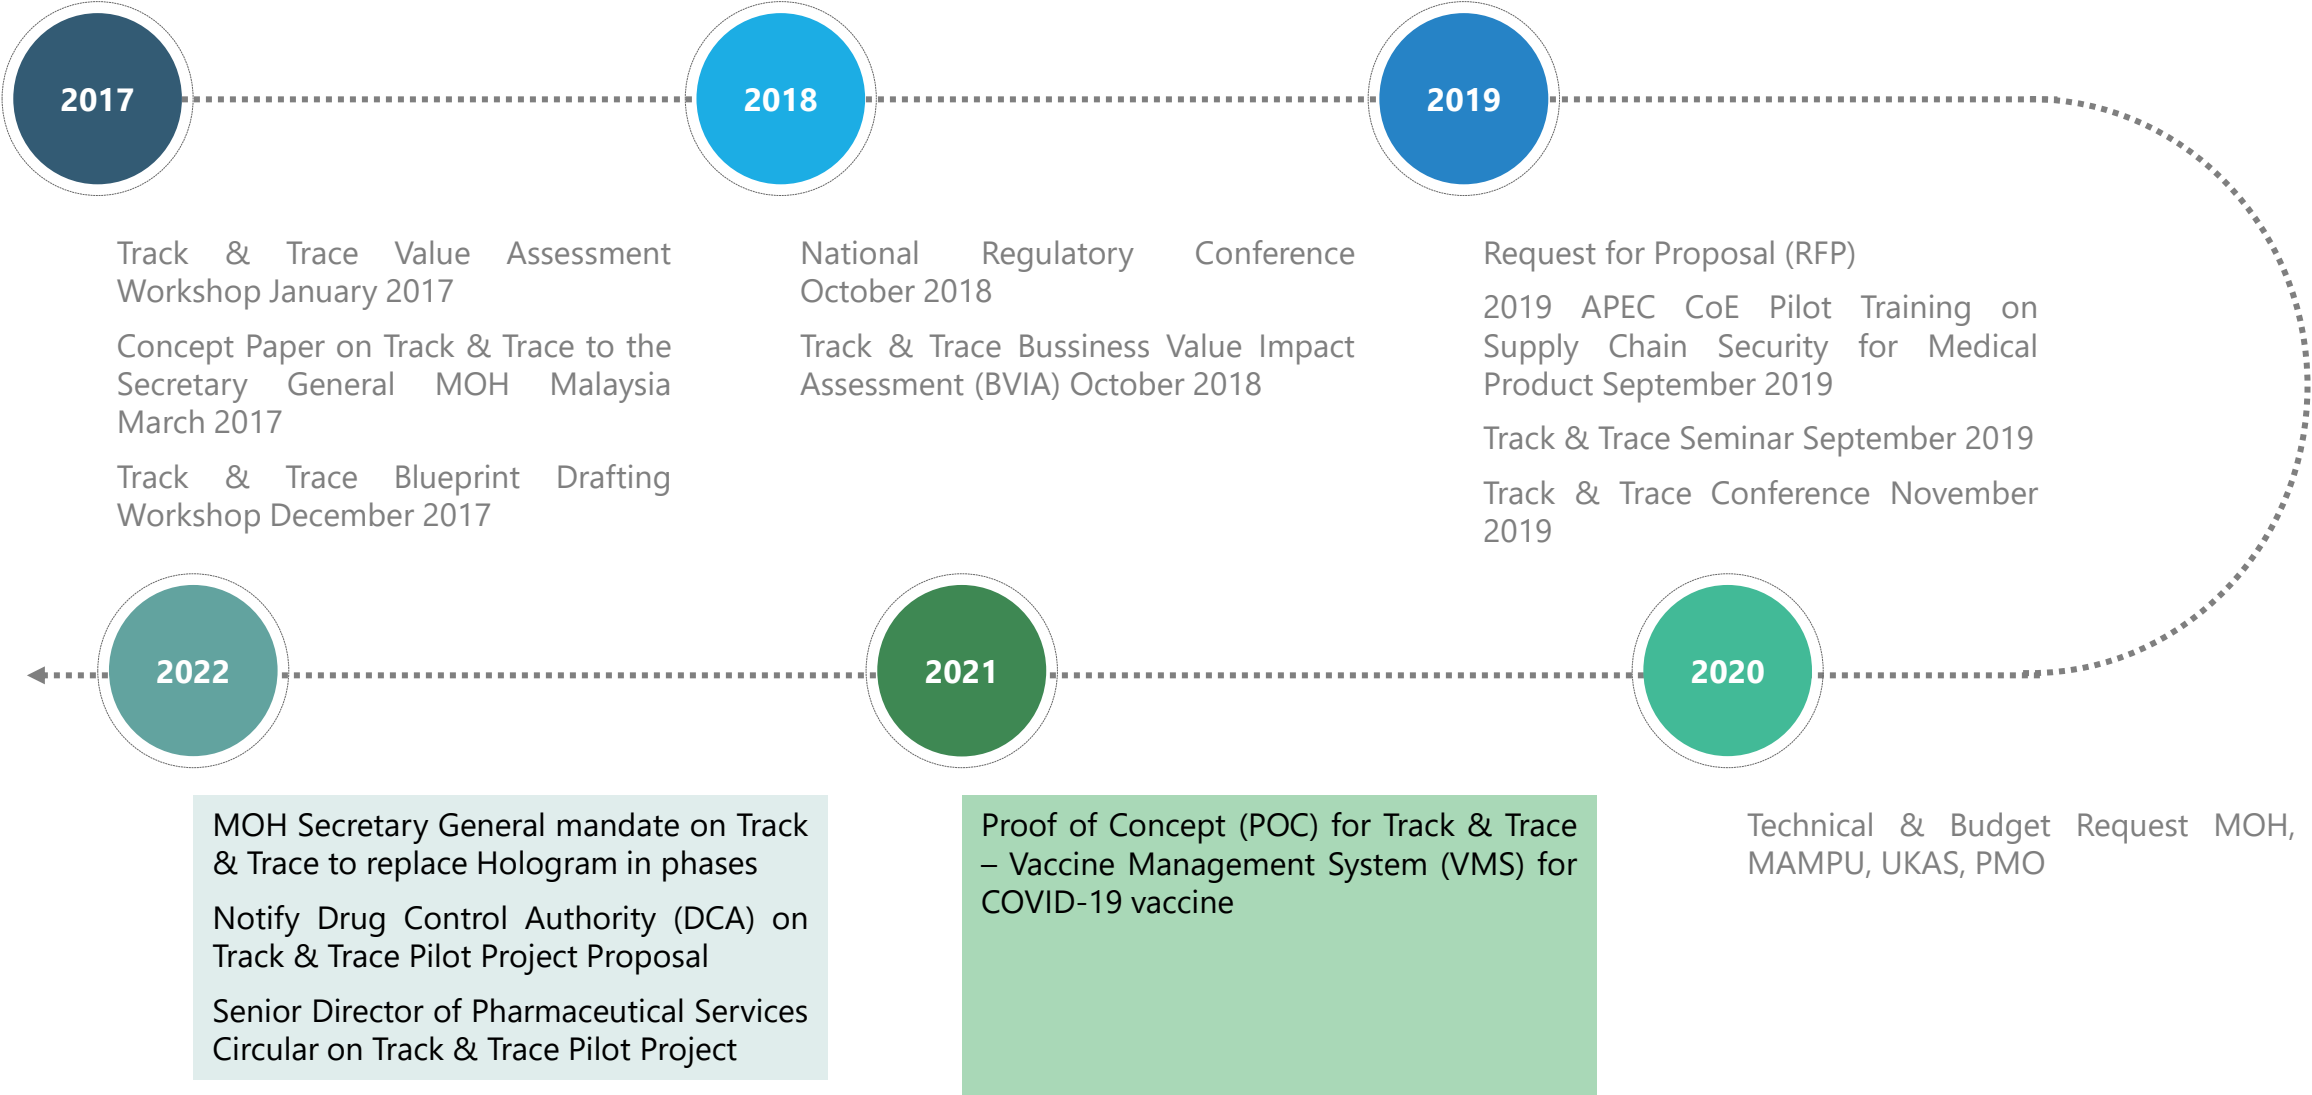 2017
2018
2019
Track & Trace Value Assessment
Workshop January 2017
Concept Paper on Track & Trace to the
Secretary General MOH Malaysia
March 2017
Track & Trace Blueprint Drafting
Workshop December 2017
National Regulatory Conference
October 2018
Track & Trace Bussiness Value Impact
Assessment (BVIA) October 2018
Request for Proposal (RFP)
2019 APEC CoE Pilot Training on
Supply Chain Security for Medical
Product September 2019
Track & Trace Seminar September 2019
Track & Trace Conference November
2019
2020
Technical & Budget Request MOH,
MAMPU, UKAS, PMO
2021
Proof of Concept (POC) for Track & Trace
– Vaccine Management System (VMS) for
COVID-19 vaccine
2022
MOH Secretary General mandate on Track
& Trace to replace Hologram in phases
Notify Drug Control Authority (DCA) on
Track & Trace Pilot Project Proposal
Senior Director of Pharmaceutical Services
Circular on Track & Trace Pilot Project